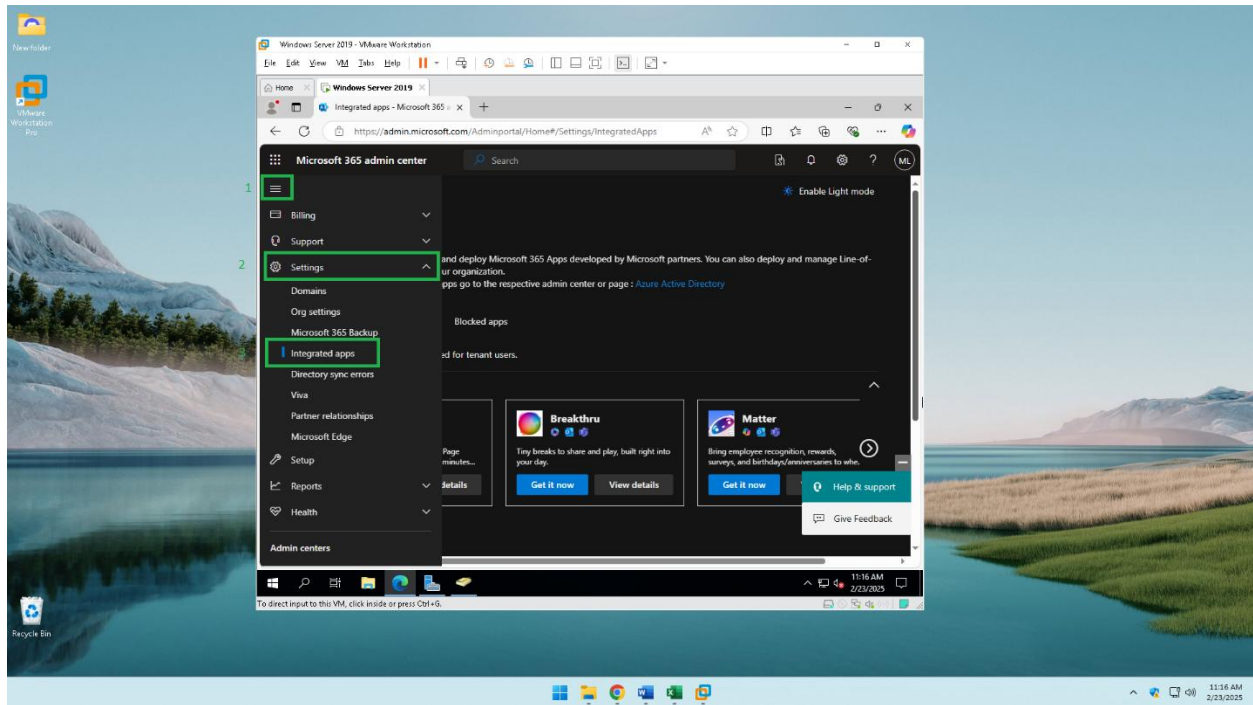 New folder
VMware
Workstation
Pro
Recycle Bin
Windows Server 2019 - VMware Workstation
File Edit View VM Tabs Help
Home
Windows Server 2019
Integrated apps - Microsoft 365
https://admin.microsoft.com/Adminportal/Home#/Settings/IntegratedApps
Microsoft 365 admin center
Search
ML
1
Enable Light mode
Billing
Support
2
Settings
and deploy Microsoft 365 Apps developed by Microsoft partners. You can also deploy and manage Line-of-
ur organization.
pps go to the respective admin center or page : Azure Active Directory
Domains
Org settings
Blocked apps
Microsoft 365 Backup
3
Integrated apps
ed for tenant users.
Directory sync errors
Viva
Partner relationships
Microsoft Edge
Setup
Reports
Health
Admin centers
Page
minutes...
details
Breakthru
Tiny breaks to share and play, built right into
your day.
Get it now View details
Matter
Bring employee recognition, rewards,
surveys, and birthdays/anniversaries to whe.
Get it now
Help & support
Give Feedback
11:16 AM
2/23/2025
To direct input to this VM, click inside or press Ctrl+G.
11:16 AM
2/23/2025